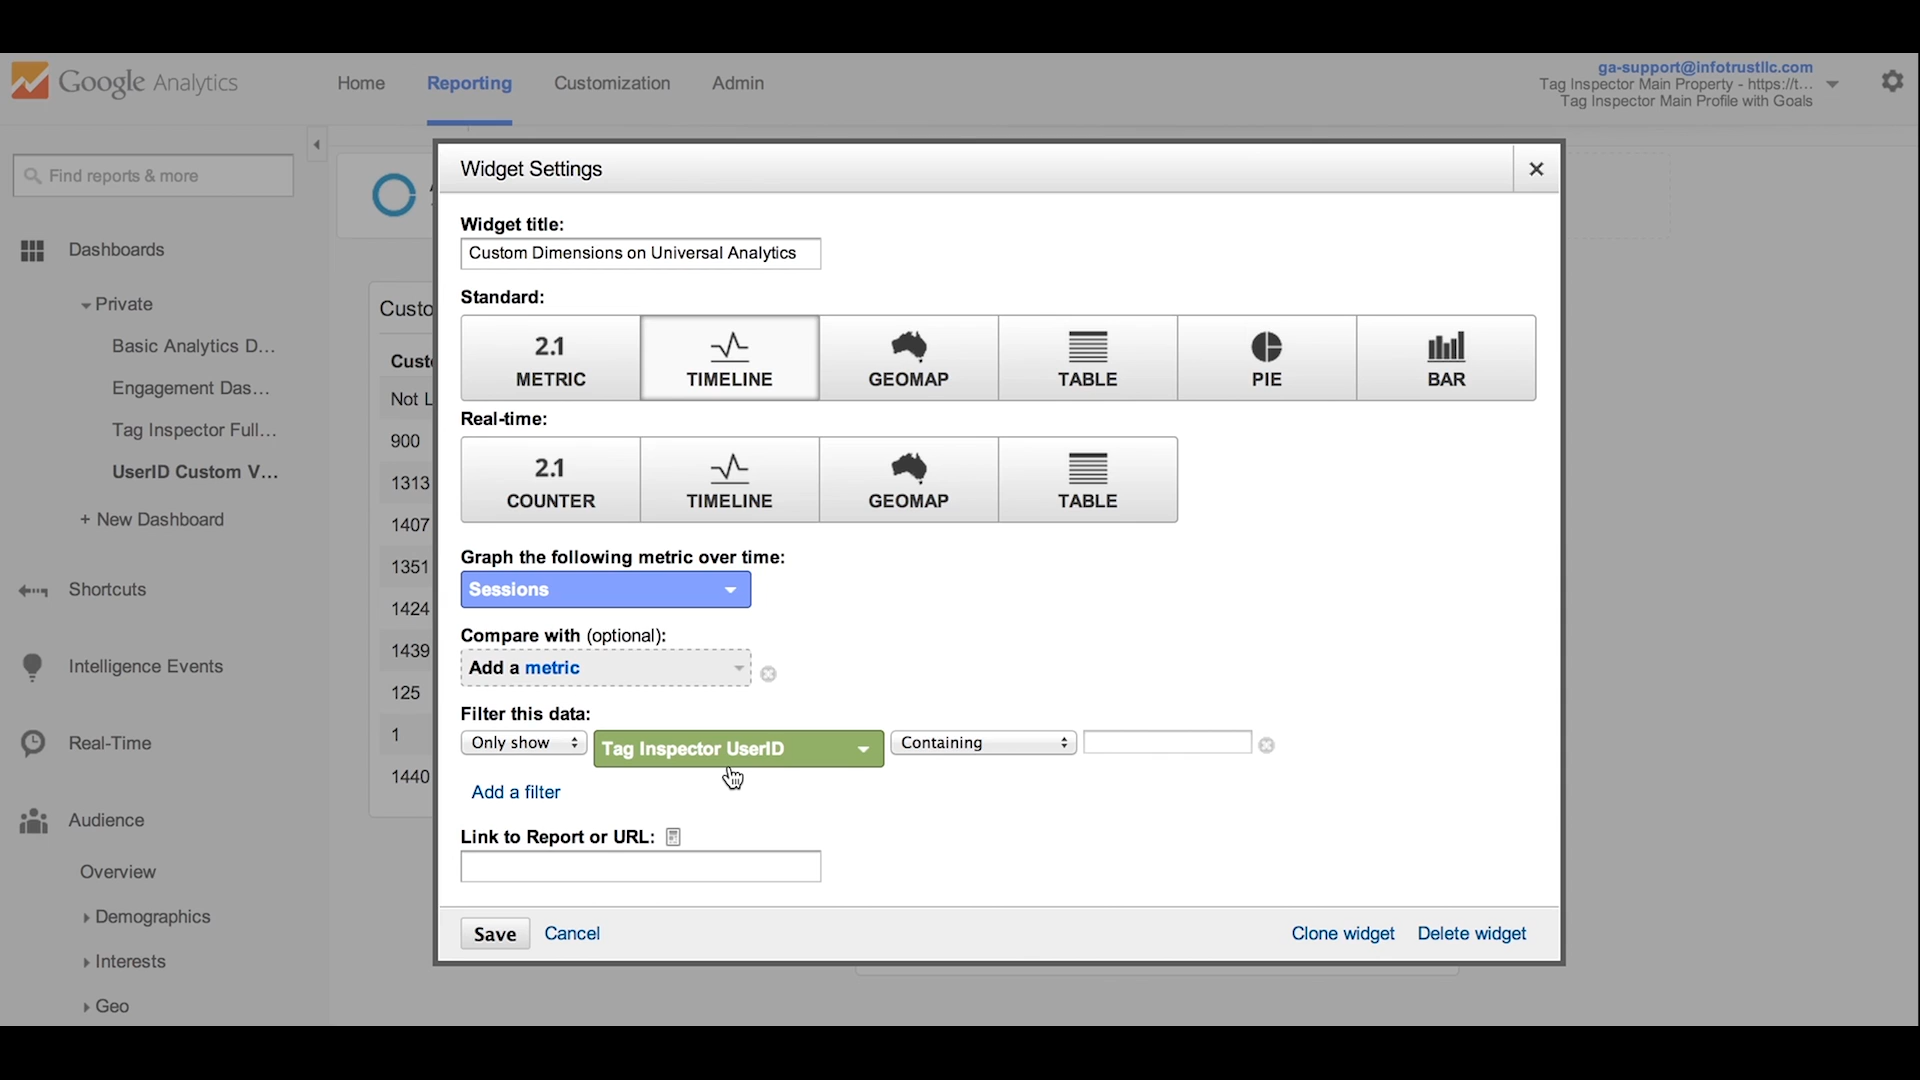 Google Analytics
Home
Reporting
Customization
Admin
ga-support@infotrustllc.com
Tag Inspector Main Property - https://t...
Tag Inspector Main Profile with Goals
Find reports & more
Dashboards
Private
Basic Analytics D...
Engagement Das...
Tag Inspector Full...
UserID Custom V...
+ New Dashboard
Shortcuts
Intelligence Events
Real-Time
Audience
Overview
Demographics
Interests
Geo
Custo
Custo
Not L
900
1313
1407
1351
1424
1439
125
1
1440
Widget Settings
Widget title:
Custom Dimensions on Universal Analytics
Standard:
2.1
METRIC
TIMELINE
GEOMAP
TABLE
PIE
BAR
Real-time:
2.1
COUNTER
TIMELINE
GEOMAP
TABLE
Graph the following metric over time:
Sessions
Compare with (optional):
Add a metric
Filter this data:
Only show
Tag Inspector UserID
Containing
Add a filter
Link to Report or URL:
Save
Cancel
Clone widget
Delete widget